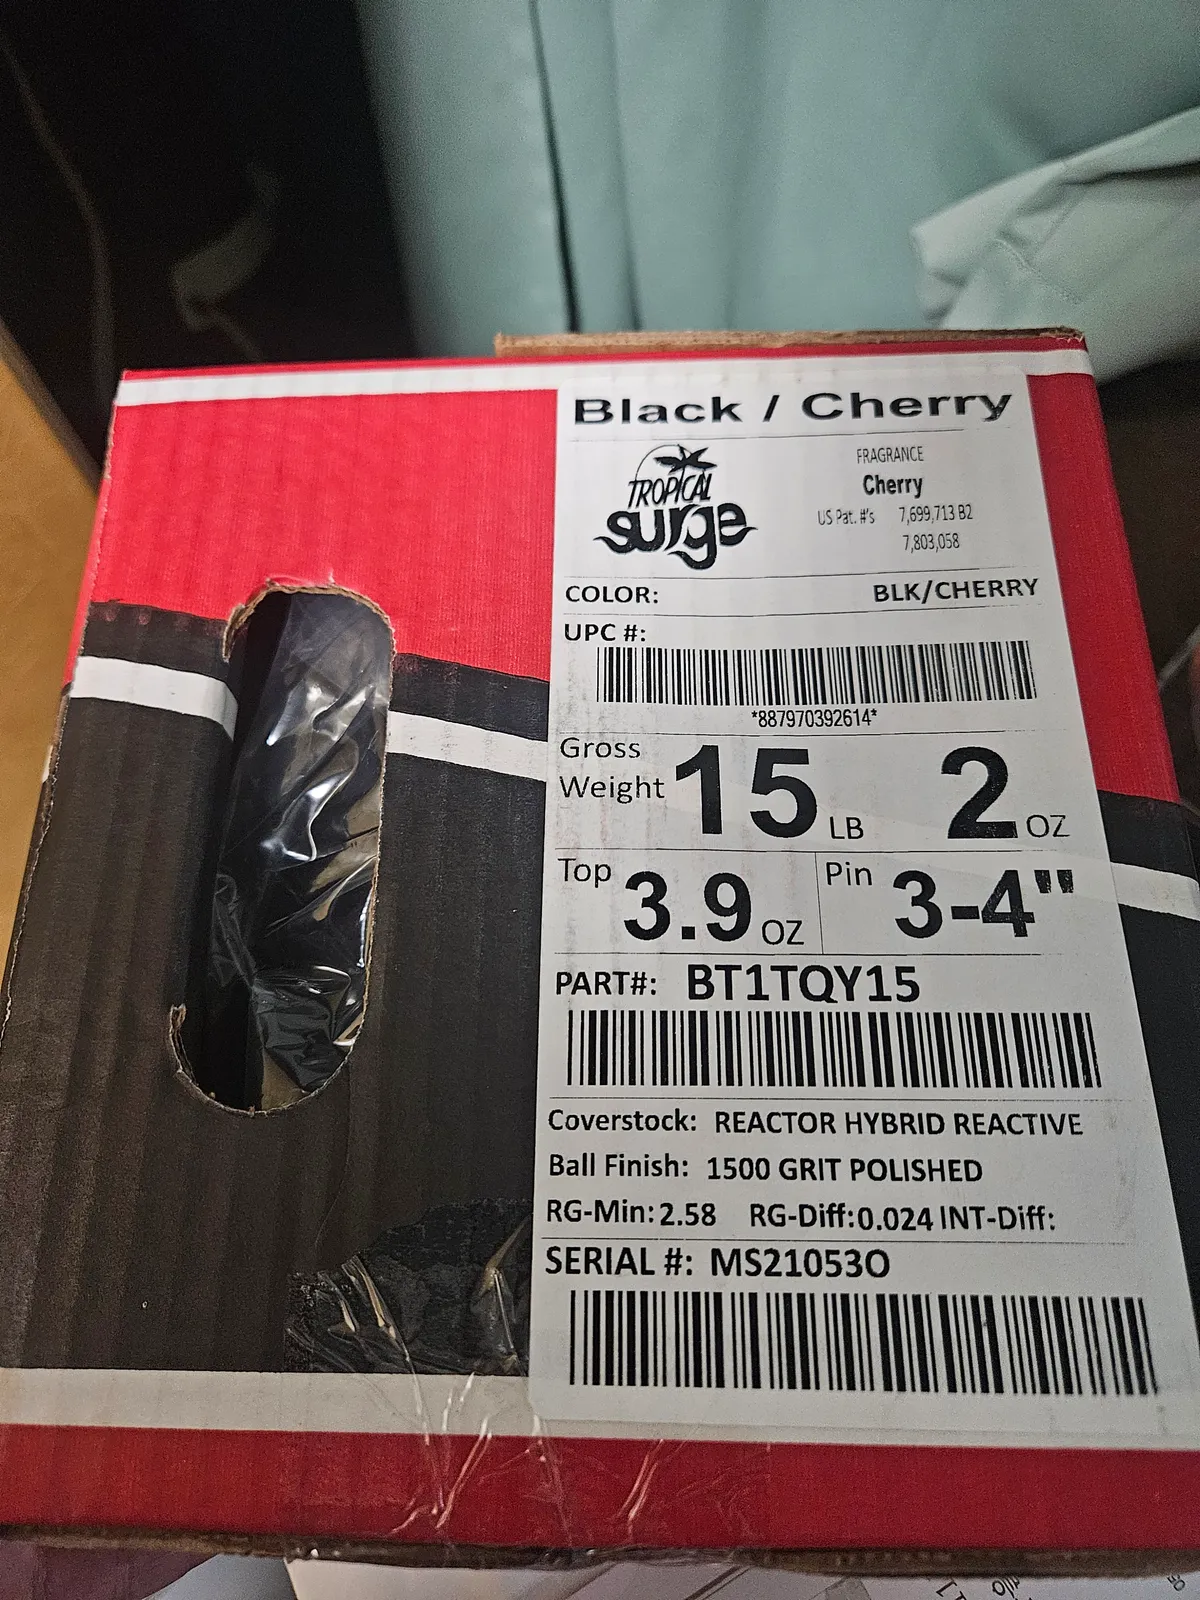 Black / Cherry
TROPICAL
surge
FRAGRANCE
Cherry
US Pat. #'s 7,699,713 B2
7,803,058
COLOR: BLK/CHERRY
UPC #:
*887970392614*
Gross
Weight 15 LB 2 OZ
Top 3.9 OZ Pin 3-4"
PART#: BT1TQY15
Coverstock: REACTOR HYBRID REACTIVE
Ball Finish: 1500 GRIT POLISHED
RG-Min: 2.58 RG-Diff: 0.024 INT-Diff:
SERIAL #: MS21053O